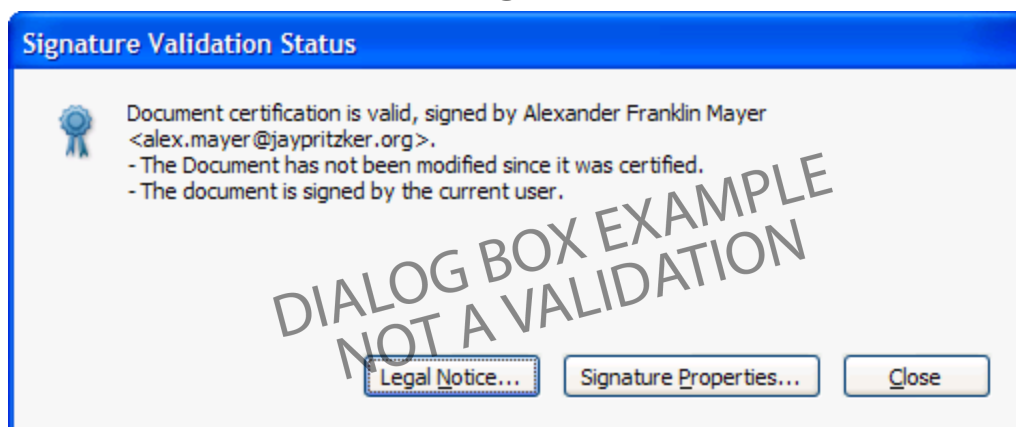 Signature Validation Status
Document certification is valid, signed by Alexander Franklin Mayer
<alex.mayer@jaypritzker.org>.
- The Document has not been modified since it was certified.
- The document is signed by the current user.
DIALOG BOX EXAMPLE
NOT A VALIDATION
Legal Notice... Signature Properties... Close